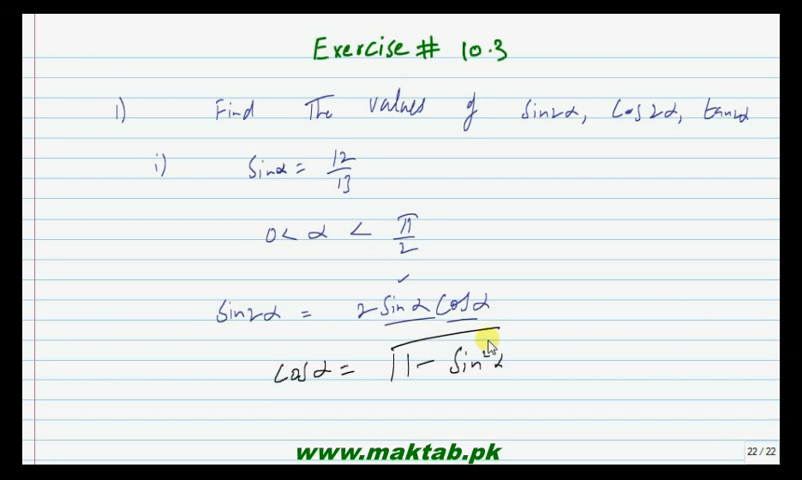 Exercise # 10.3
1) Find The values of Sin2α, Cos2α, tan2α
i) Sinα = 12/13
0 < α < π/2
Sin2α = 2 Sinα Cosα
Cosα = √1 - Sin²α
www.maktab.pk
22 / 22